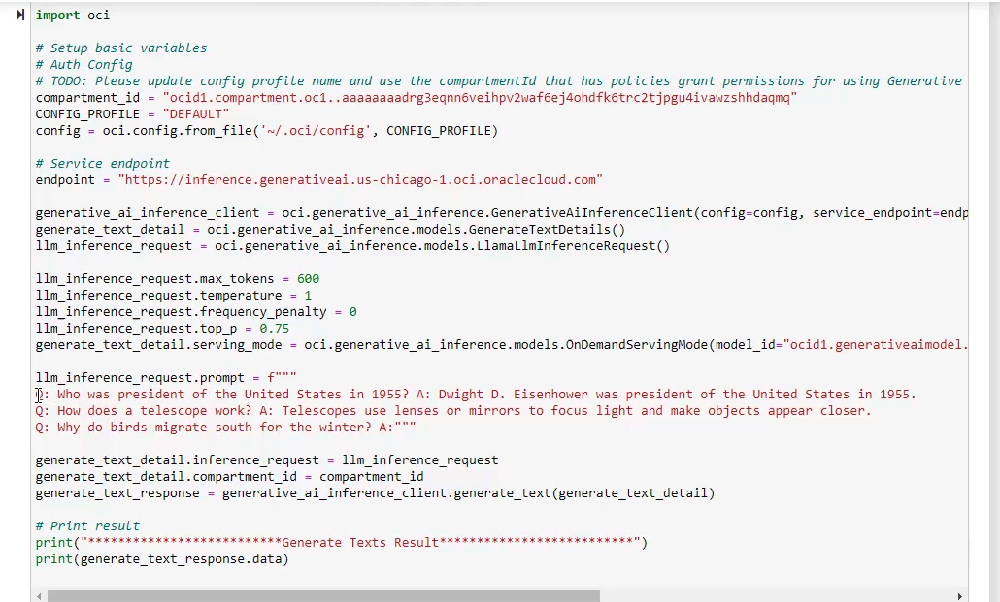 import oci
# Setup basic variables
# Auth Config
# TODO: Please update config profile name and use the compartmentId that has policies grant permissions for using Generative
compartment_id = "ocid1.compartment.oc1..aaaaaaaadrg3eqnn6veihpv2waf6ej4ohdfk6trc2tjpgu4ivawzshhdaqmq"
CONFIG_PROFILE = "DEFAULT"
config = oci.config.from_file('~/.oci/config', CONFIG_PROFILE)
# Service endpoint
endpoint = "https://inference.generativeai.us-chicago-1.oci.oraclecloud.com"
generative_ai_inference_client = oci.generative_ai_inference.GenerativeAiInferenceClient(config=config, service_endpoint=endp
generate_text_detail = oci.generative_ai_inference.models.GenerateTextDetails()
llm_inference_request = oci.generative_ai_inference.models.LlamaLlmInferenceRequest()
llm_inference_request.max_tokens = 600
llm_inference_request.temperature = 1
llm_inference_request.frequency_penalty = 0
llm_inference_request.top_p = 0.75
generate_text_detail.serving_mode = oci.generative_ai_inference.models.OnDemandServingMode(model_id="ocid1.generativeaimodel.
llm_inference_request.prompt = f"""
Q: Who was president of the United States in 1955? A: Dwight D. Eisenhower was president of the United States in 1955.
Q: How does a telescope work? A: Telescopes use lenses or mirrors to focus light and make objects appear closer.
Q: Why do birds migrate south for the winter? A:"""
generate_text_detail.inference_request = llm_inference_request
generate_text_detail.compartment_id = compartment_id
generate_text_response = generative_ai_inference_client.generate_text(generate_text_detail)
# Print result
print("**************************Generate Texts Result**************************")
print(generate_text_response.data)